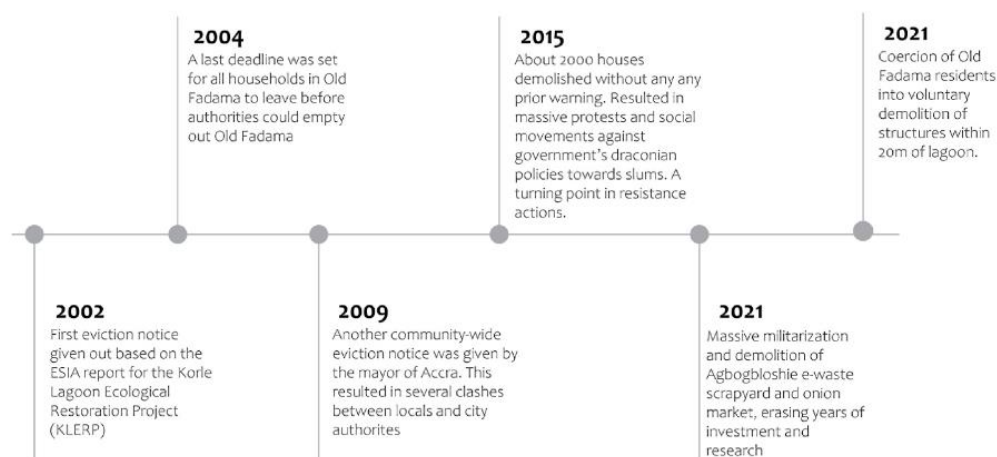 2004
A last deadline was set
for all households in Old
Fadama to leave before
authorities could empty
out Old Fadama
2015
About 2000 houses
demolished without any any
prior warning. Resulted in
massive protests and social
movements against
government's draconian
policies towards slums. A
turning point in resistance
actions.
2021
Coercion of Old
Fadama residents
into voluntary
demolition of
structures within
20m of lagoon.
2002
First eviction notice
given out based on the
ESIA report for the Korle
Lagoon Ecological
Restoration Project
(KLERP)
2009
Another community-wide
eviction notice was given by
the mayor of Accra. This
resulted in several clashes
between locals and city
authorites
2021
Massive militarization
and demolition of
Agbogbloshie e-waste
scrapyard and onion
market, erasing years of
investment and
research